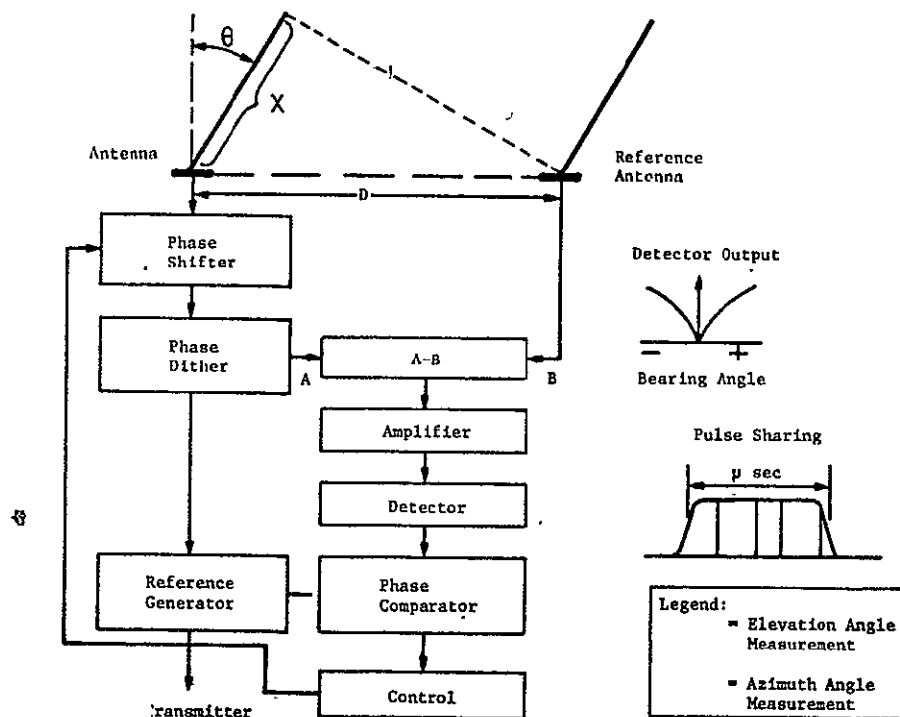 θ
X
Antenna
Reference
Antenna
D
Phase
Shifter
Detector Output
Phase
Dither
A
A-B
B
− +
Bearing Angle
Amplifier
Pulse Sharing
μ sec
Detector
Reference
Generator
Phase
Comparator
Legend:
= Elevation Angle
Measurement
= Azimuth Angle
Measurement
Control
ransmitter